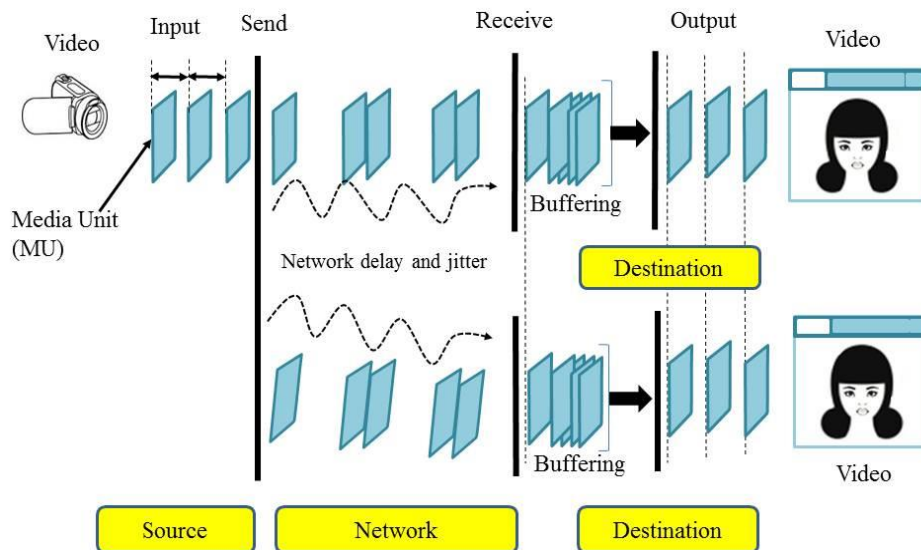 Video
Input
Send
Receive
Output
Video
Media Unit
(MU)
Buffering
Network delay and jitter
Destination
Buffering
Video
Source
Network
Destination